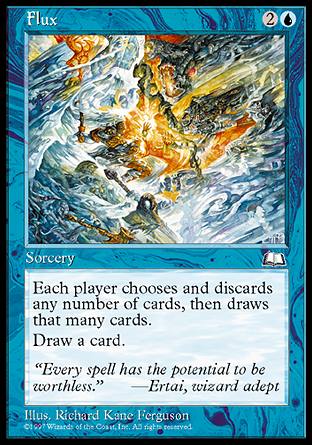 Flux 2
Sorcery
Each player chooses and discards
any number of cards, then draws
that many cards.
Draw a card.
“Every spell has the potential to be
worthless.” —Ertai, wizard adept
Illus. Richard Kane Ferguson
©1997 Wizards of the Coast, Inc. All rights reserved.